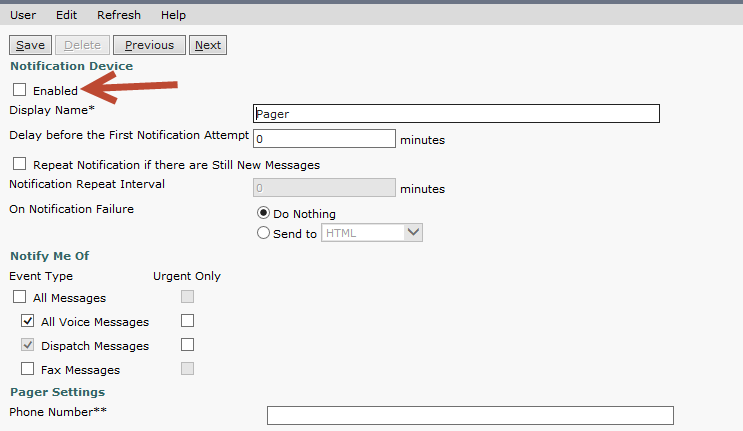 User Edit Refresh Help
Save Delete Previous Next
Notification Device
Enabled
Display Name* Pager
Delay before the First Notification Attempt 0 minutes
Repeat Notification if there are Still New Messages
Notification Repeat Interval 0 minutes
On Notification Failure Do Nothing
Send to HTML
Notify Me Of
Event Type Urgent Only
All Messages
All Voice Messages
Dispatch Messages
Fax Messages
Pager Settings
Phone Number**